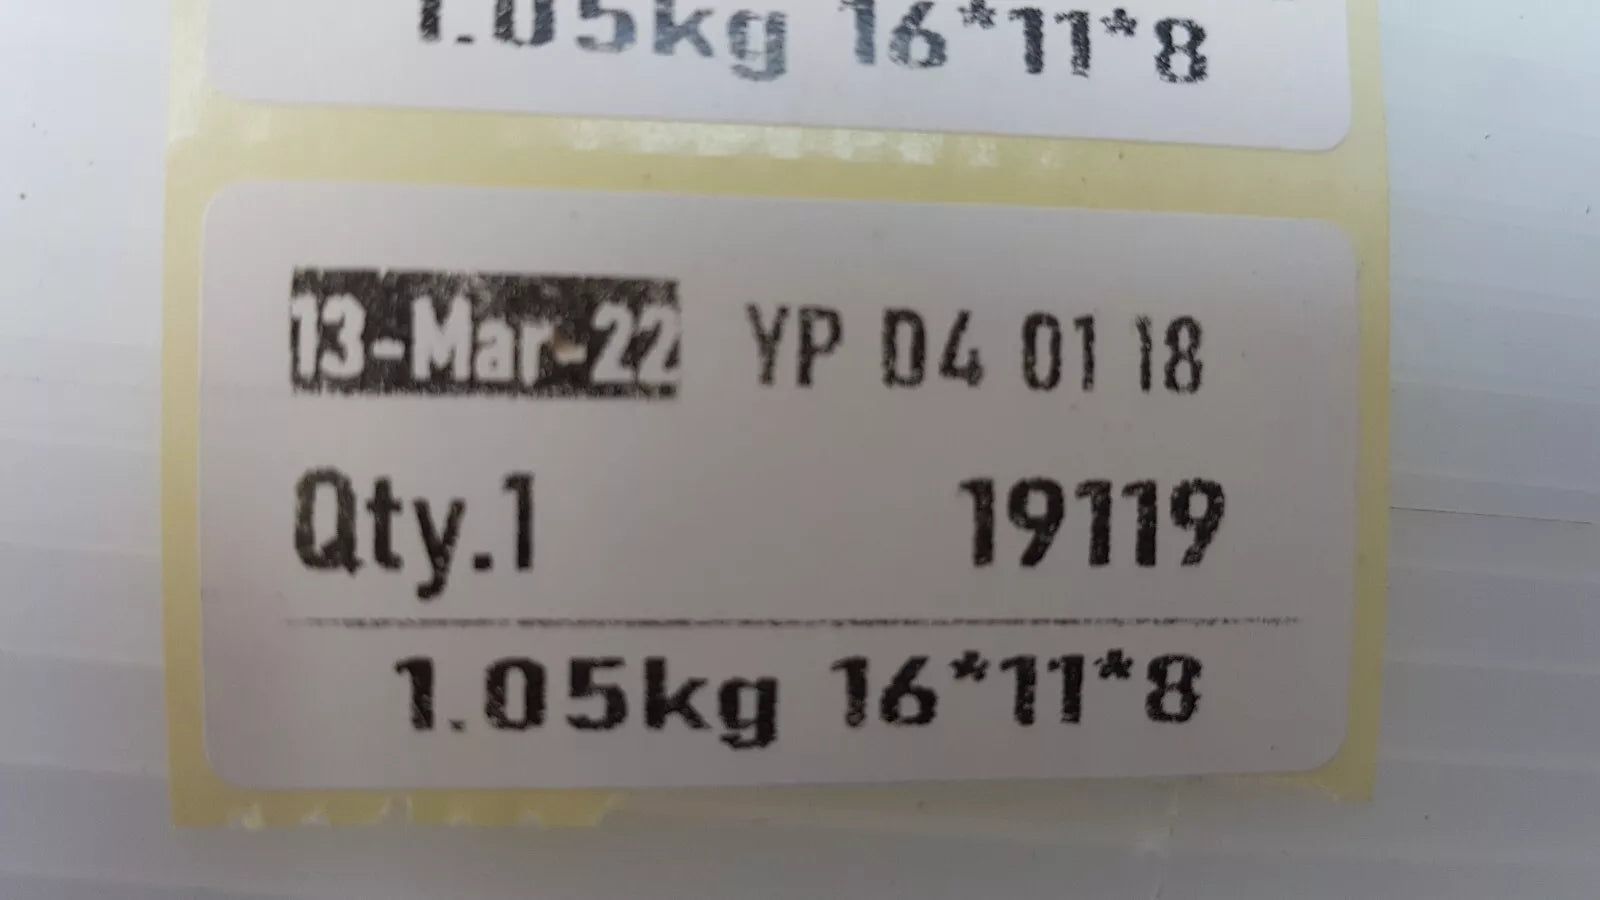 1.05kg 16*11*8
13-Mar-22 YP D4 01 18
Qty.1 19119
1.05kg 16*11*8